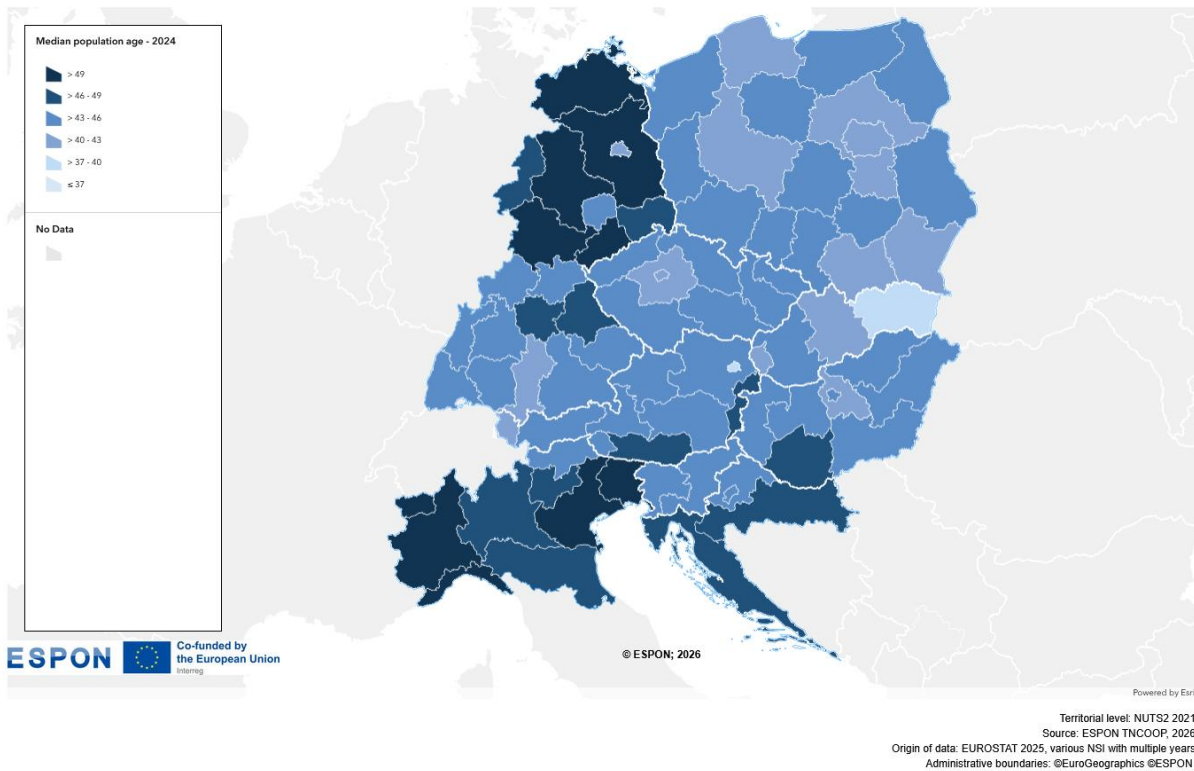 Median population age - 2024
> 49
> 46 - 49
> 43 - 46
> 40 - 43
> 37 - 40
≤ 37
No Data
ESPON
Co-funded by
the European Union
Interreg
© ESPON; 2026
Powered by Esri
Territorial level: NUTS2 2021
Source: ESPON TNCOOP, 2026
Origin of data: EUROSTAT 2025, various NSI with multiple years
Administrative boundaries: ©EuroGeographics ©ESPON